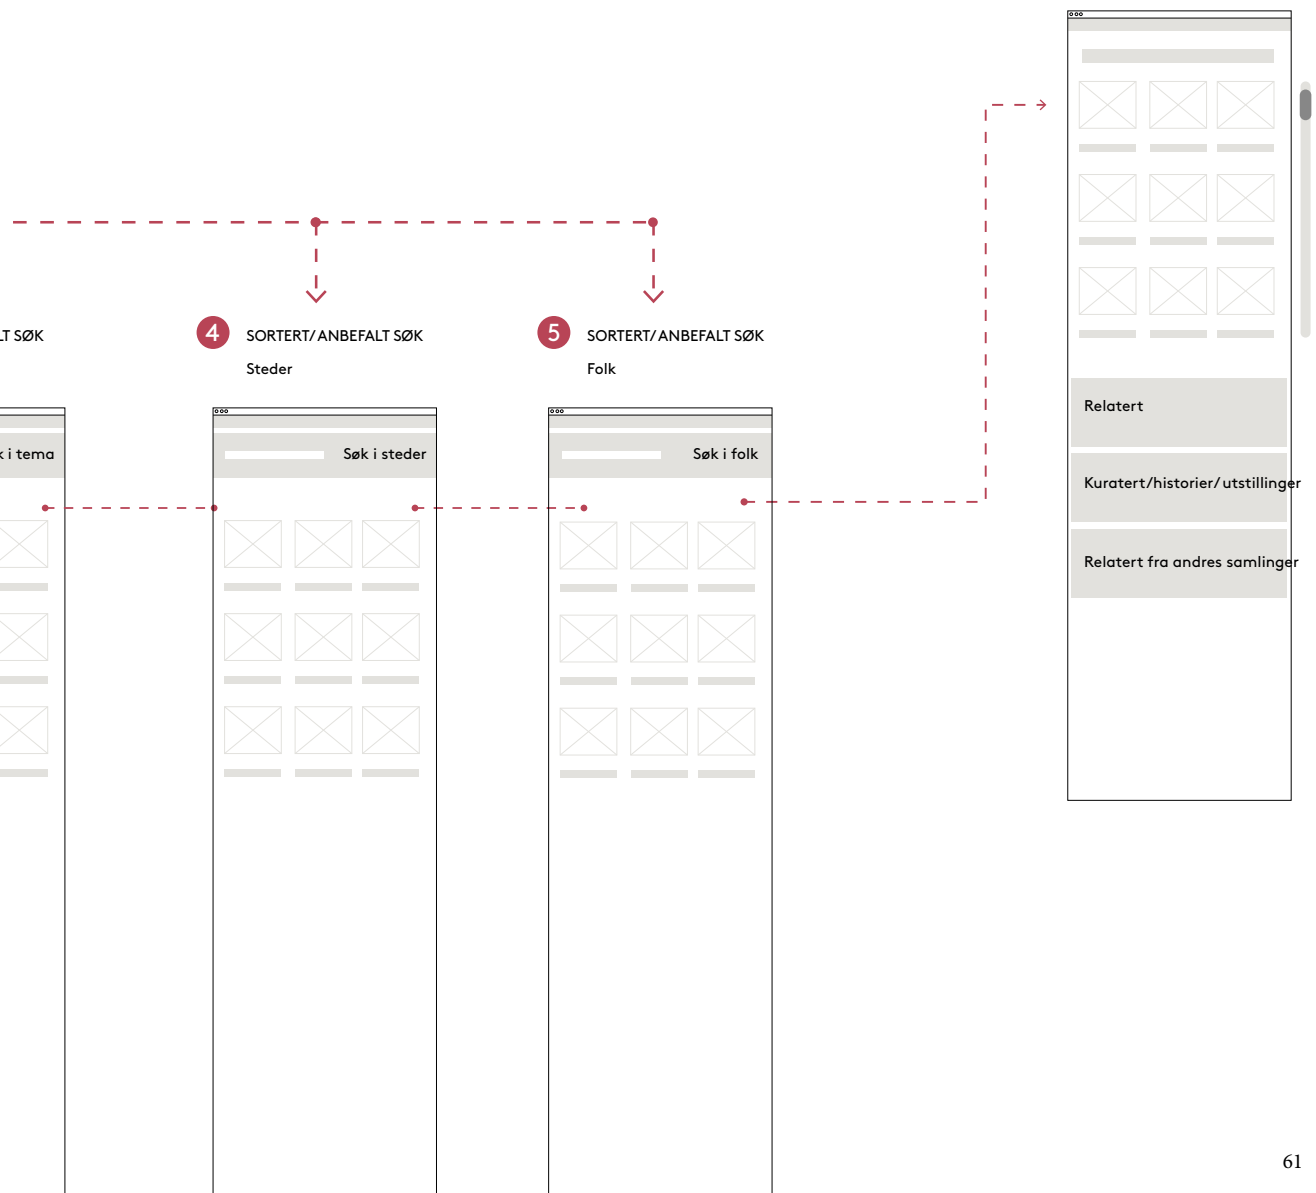 LT SØK
4 SORTERT/ANBEFALT SØK
Steder
5 SORTERT/ANBEFALT SØK
Folk
k i tema
Søk i steder
Søk i folk
Relatert
Kuratert/historier/utstillinger
Relatert fra andres samlinger
61